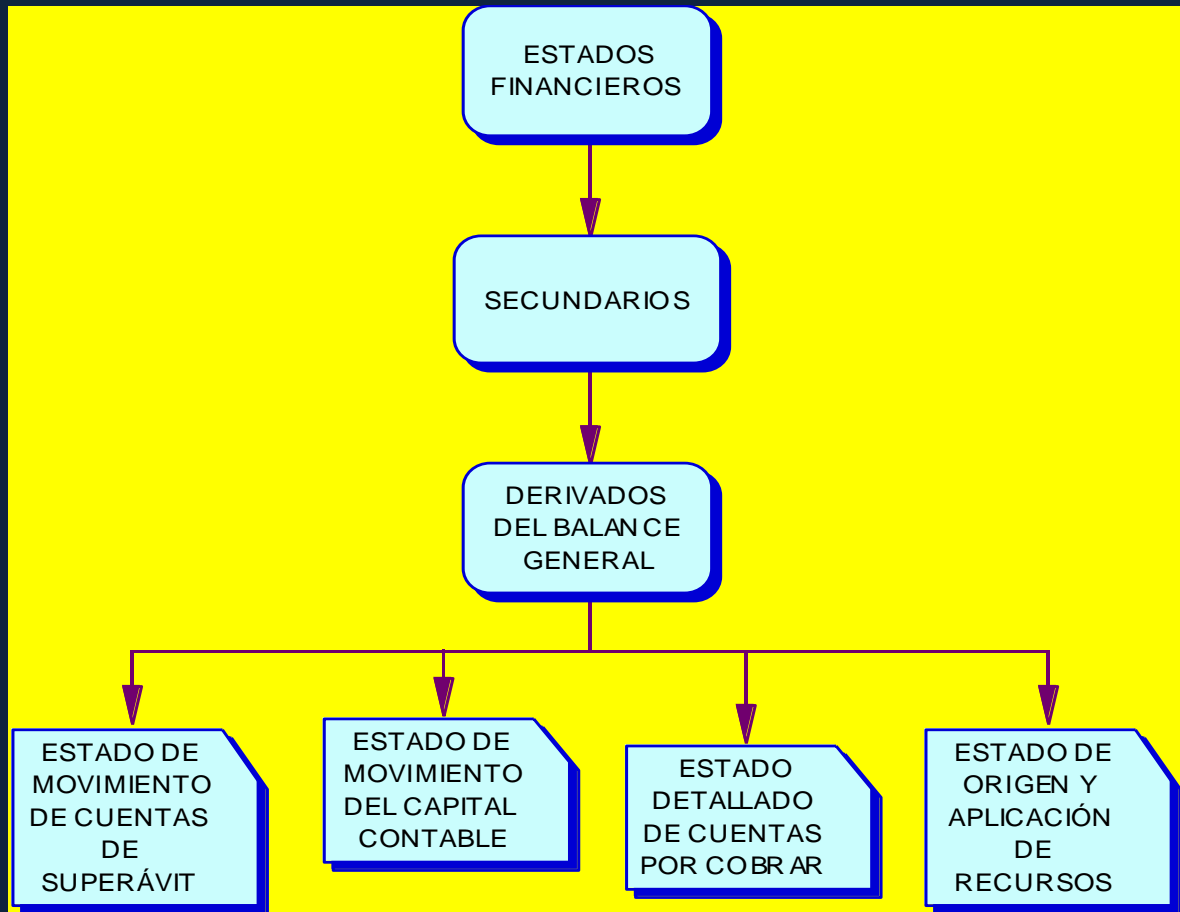 ESTADOS
FINANCIEROS
SECUNDARIOS
DERIVADOS
DEL BALANCE
GENERAL
ESTADO DE
MOVIMIENTO
DE CUENTAS
DE
SUPERÁVIT
ESTADO DE
MOVIMIENTO
DEL CAPITAL
CONTABLE
ESTADO
DETALLADO
DE CUENTAS
POR COBRAR
ESTADO DE
ORIGEN Y
APLICACIÓN
DE
RECURSOS